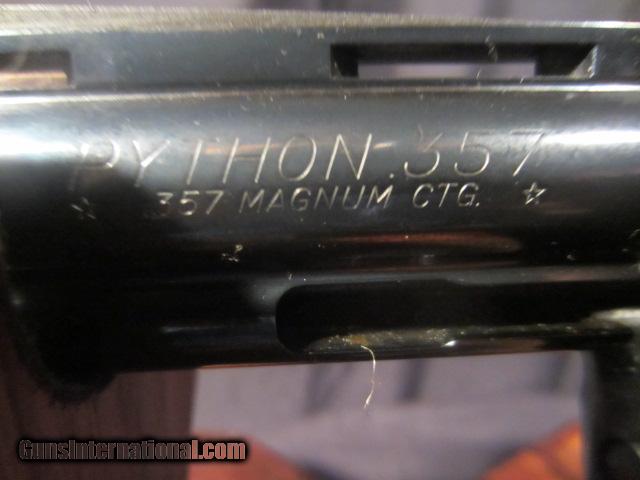 PYTHON .357
☆ .357 MAGNUM CTG. ☆
GunsInternational.com